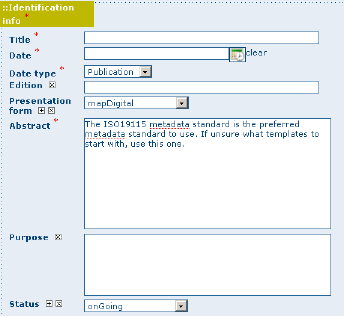 ::Identification
info *
Title *
Date * clear
Date type * Publication
Edition
Presentation
form mapDigital
Abstract * The ISO19115 metadata standard is the preferred
metadata standard to use. If unsure what templates to
start with, use this one.
Purpose
Status onGoing